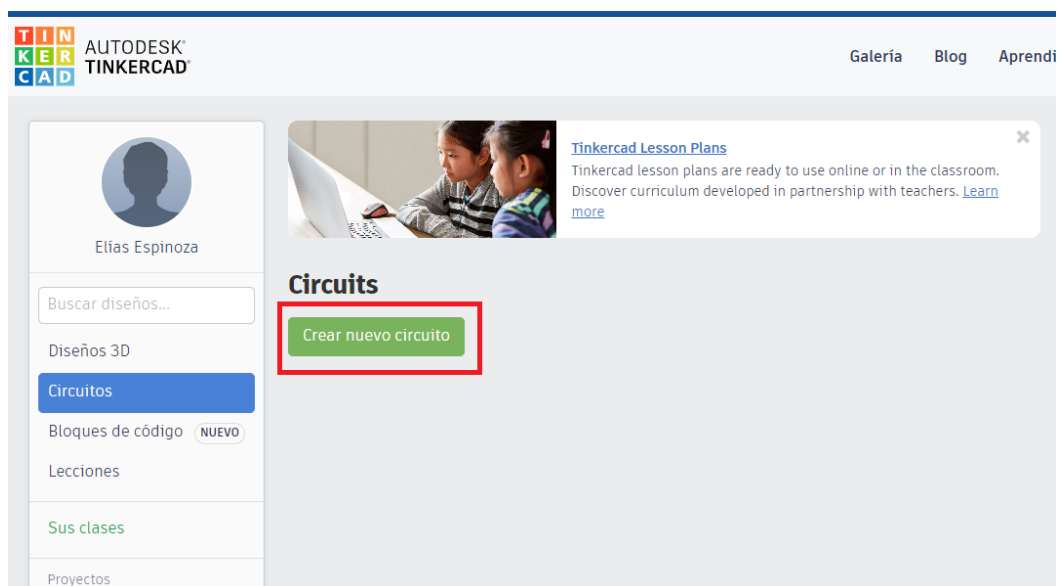 TIN
KER
CAD
AUTODESK®
TINKERCAD®
Galería Blog Aprendi
Elías Espinoza
Buscar diseños...
Diseños 3D
Circuitos
Bloques de código NUEVO
Lecciones
Sus clases
Proyectos
Tinkercad Lesson Plans
Tinkercad lesson plans are ready to use online or in the classroom.
Discover curriculum developed in partnership with teachers. Learn
more
Circuits
Crear nuevo circuito